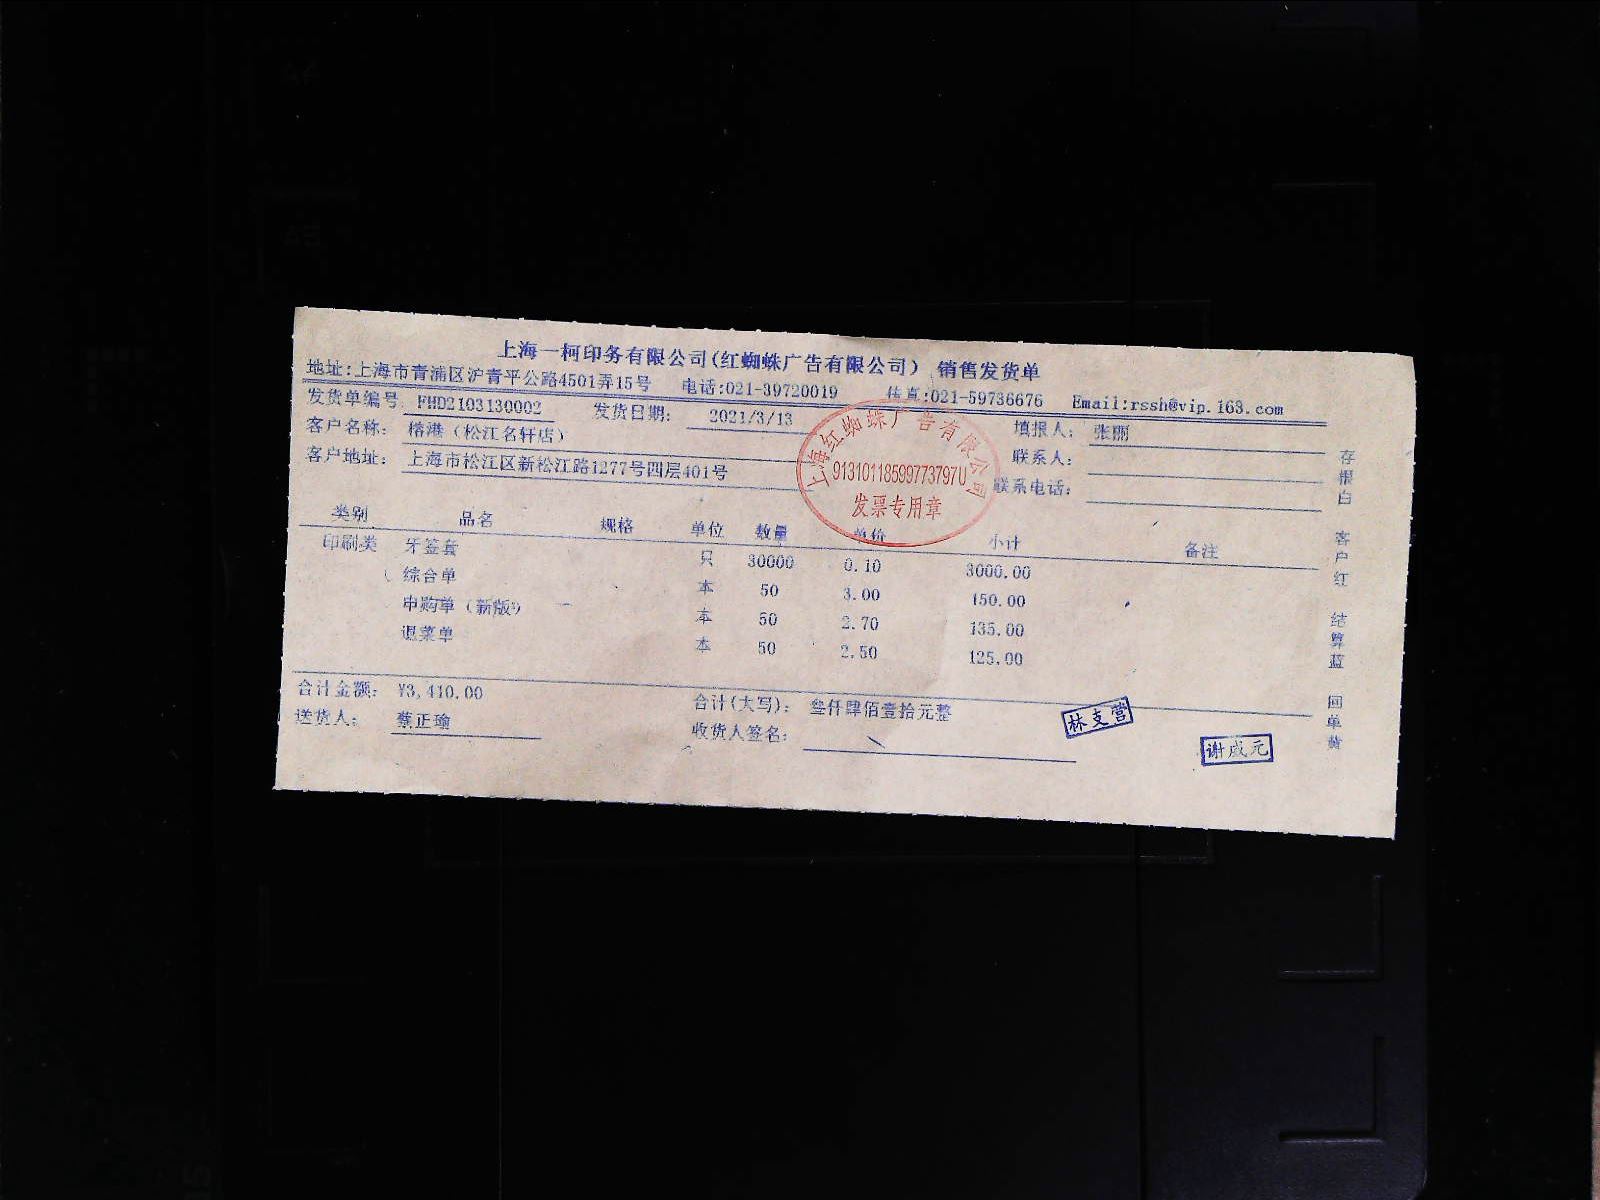 上海一柯印务有限公司(红蜘蛛广告有限公司) 销售发货单
地址:上海市青浦区沪青平公路4501弄15号 电话:021-39720019 传真:021-59736676 Email:rssh@vip.163.com
发货单编号 FHD2103130002 发货日期: 2021/3/13 填报人: 张丽
客户名称: 榕港（松江名轩店） 联系人:
客户地址: 上海市松江区新松江路1277号四层401号 联系电话:
上海红蜘蛛广告有限公司
91310118599773797U
发票专用章
类别 品名 规格 单位 数量 单价 小计 备注
印刷类 牙签套 只 30000 0.10 3000.00
综合单 本 50 3.00 150.00
申购单（新版） 本 50 2.70 135.00
退菜单 本 50 2.50 125.00
合计金额: ¥3,410.00 合计(大写): 叁仟肆佰壹拾元整
送货人: 蔡正瑜 收货人签名:
林支营
谢成元
存根白 客户红 结算蓝 回单黄